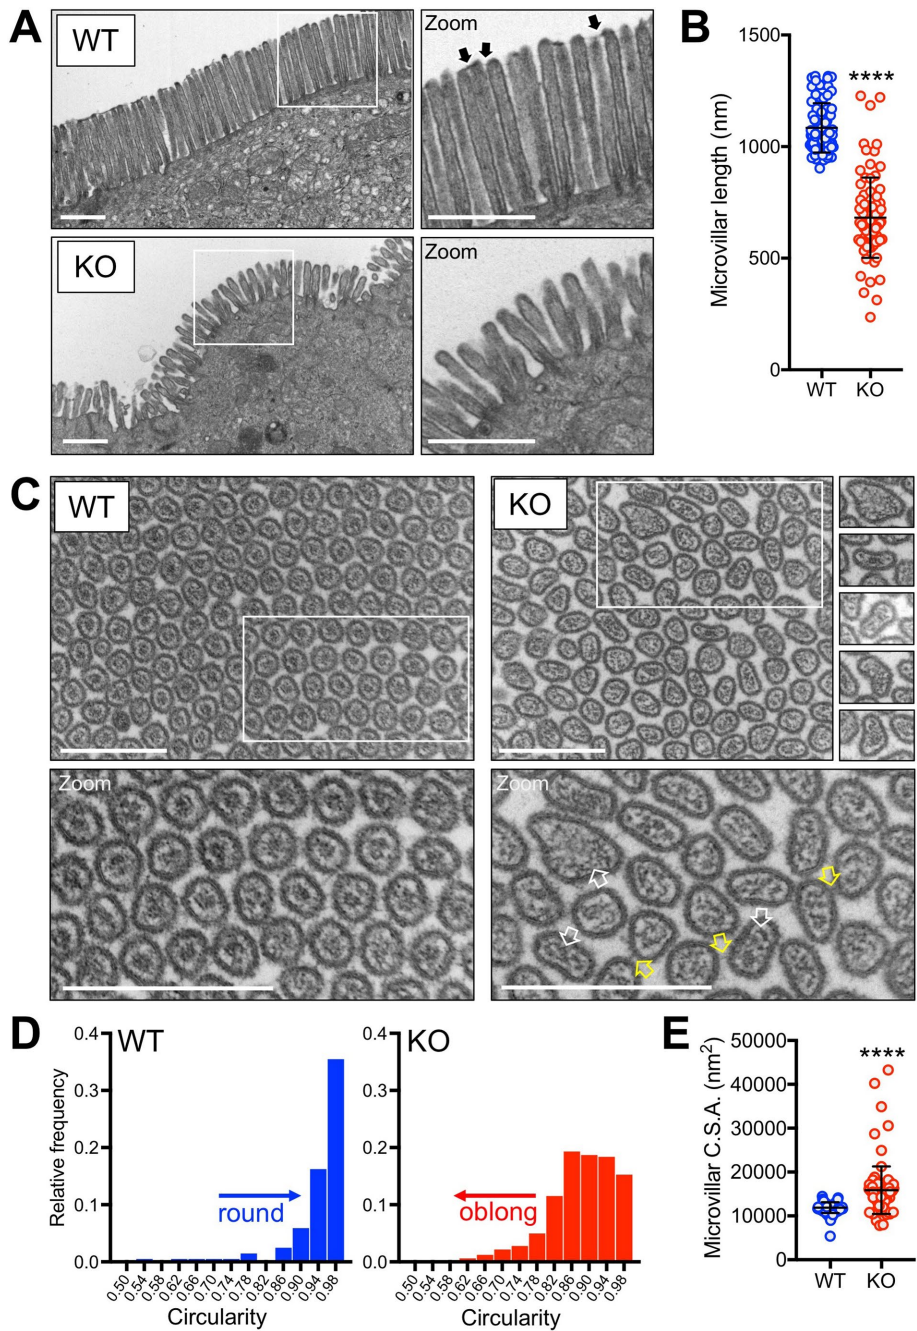 A
WT
Zoom
KO
Zoom
B
Microvillar length (nm)
1500
1000
500
0
****
WT
KO
C
WT
KO
Zoom
Zoom
D
WT
Relative frequency
0.4
0.3
0.2
0.1
0.0
round
0.50
0.54
0.58
0.62
0.66
0.70
0.74
0.78
0.82
0.86
0.90
0.94
0.98
Circularity
KO
0.4
0.3
0.2
0.1
0.0
oblong
0.50
0.54
0.58
0.62
0.66
0.70
0.74
0.78
0.82
0.86
0.90
0.94
0.98
Circularity
E
Microvillar C.S.A. (nm²)
50000
40000
30000
20000
10000
0
****
WT
KO